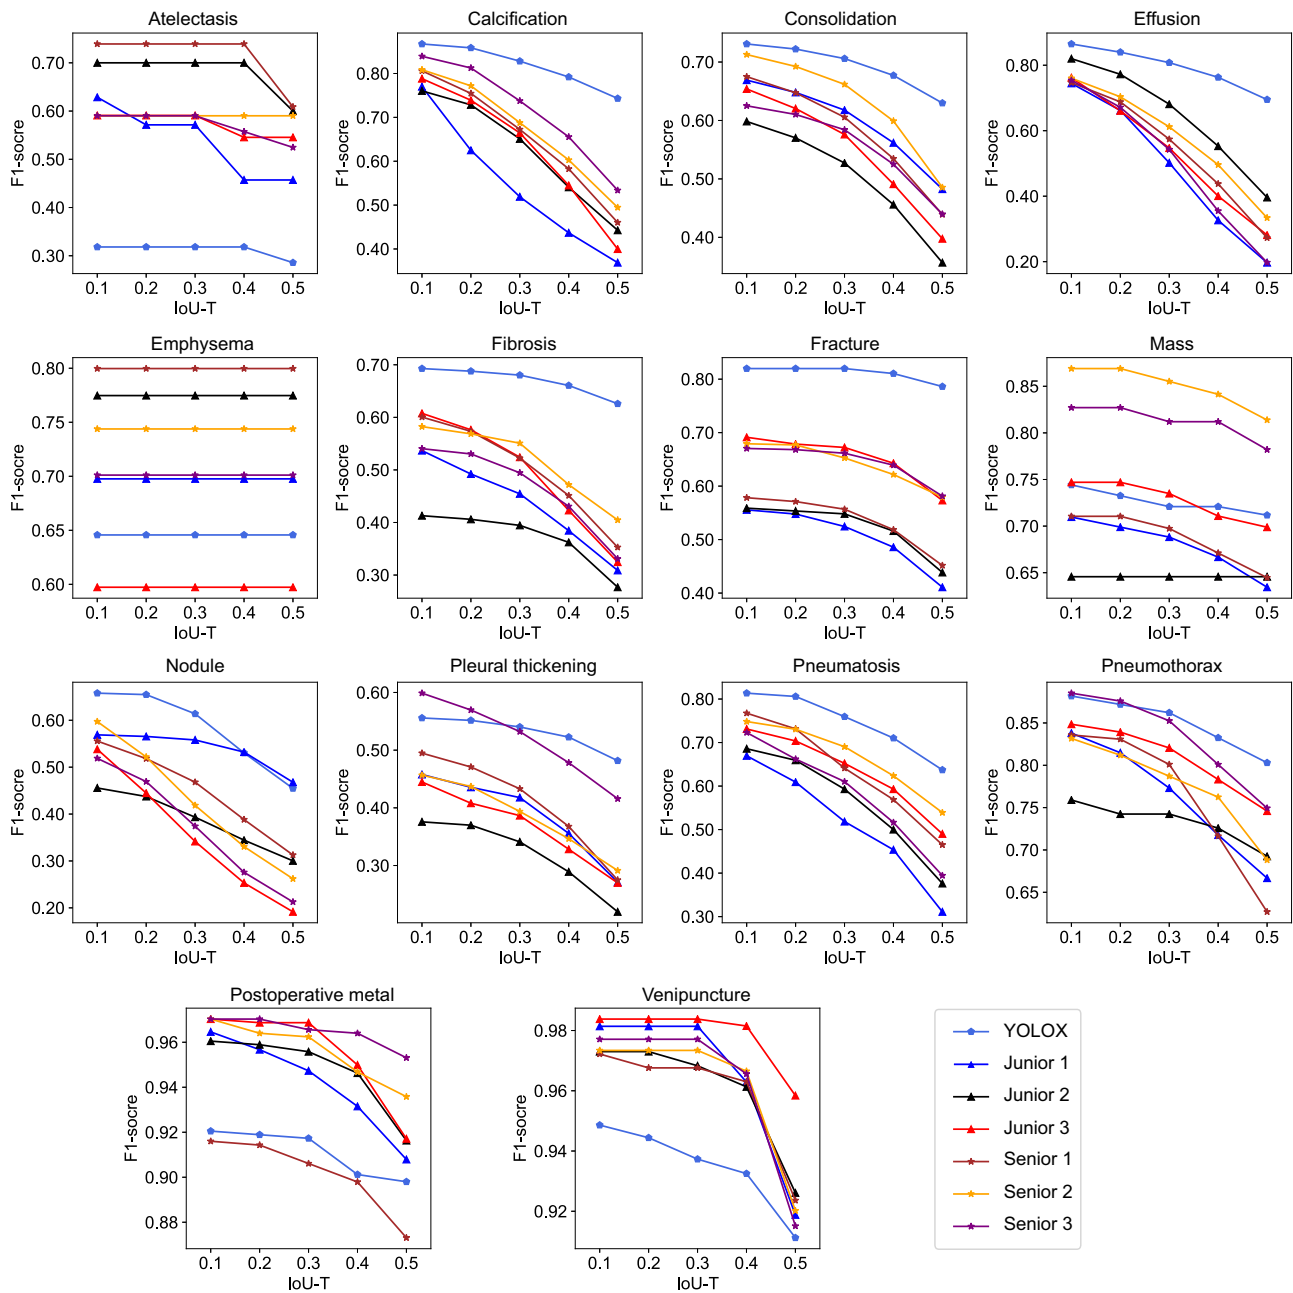 Atelectasis
Calcification
Consolidation
Effusion
F1-socre
0.70
0.60
0.50
0.40
0.30
0.1 0.2 0.3 0.4 0.5
IoU-T
F1-socre
0.80
0.70
0.60
0.50
0.40
0.1 0.2 0.3 0.4 0.5
IoU-T
F1-socre
0.70
0.60
0.50
0.40
0.1 0.2 0.3 0.4 0.5
IoU-T
F1-socre
0.80
0.60
0.40
0.20
0.1 0.2 0.3 0.4 0.5
IoU-T
Emphysema
Fibrosis
Fracture
Mass
F1-socre
0.80
0.75
0.70
0.65
0.60
0.1 0.2 0.3 0.4 0.5
IoU-T
F1-socre
0.70
0.60
0.50
0.40
0.30
0.1 0.2 0.3 0.4 0.5
IoU-T
F1-socre
0.80
0.70
0.60
0.50
0.40
0.1 0.2 0.3 0.4 0.5
IoU-T
F1-socre
0.85
0.80
0.75
0.70
0.65
0.1 0.2 0.3 0.4 0.5
IoU-T
Nodule
Pleural thickening
Pneumatosis
Pneumothorax
F1-socre
0.60
0.50
0.40
0.30
0.20
0.1 0.2 0.3 0.4 0.5
IoU-T
F1-socre
0.60
0.50
0.40
0.30
0.1 0.2 0.3 0.4 0.5
IoU-T
F1-socre
0.80
0.70
0.60
0.50
0.40
0.30
0.1 0.2 0.3 0.4 0.5
IoU-T
F1-socre
0.85
0.80
0.75
0.70
0.65
0.1 0.2 0.3 0.4 0.5
IoU-T
Postoperative metal
Venipuncture
F1-socre
0.96
0.94
0.92
0.90
0.88
0.1 0.2 0.3 0.4 0.5
IoU-T
F1-socre
0.98
0.96
0.94
0.92
0.1 0.2 0.3 0.4 0.5
IoU-T
YOLOX
Junior 1
Junior 2
Junior 3
Senior 1
Senior 2
Senior 3